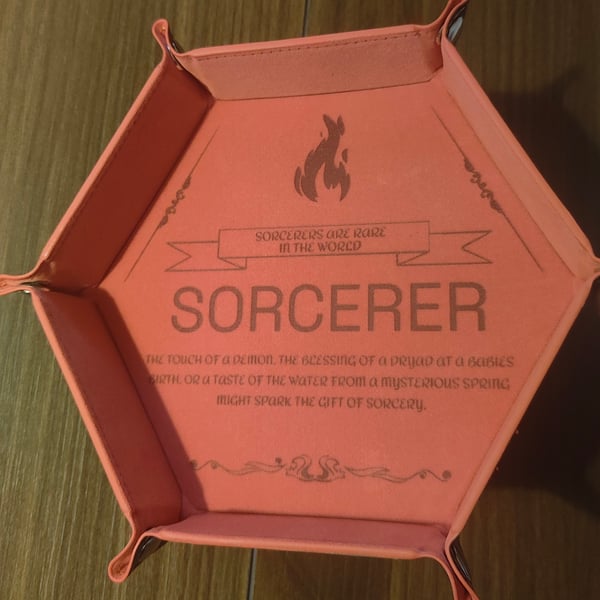 SORCERERS ARE RARE
IN THE WORLD
SORCERER
THE TOUCH OF A DEMON, THE BLESSING OF A DRYAD AT A BABIES
BIRTH, OR A TASTE OF THE WATER FROM A MYSTERIOUS SPRING
MIGHT SPARK THE GIFT OF SORCERY.